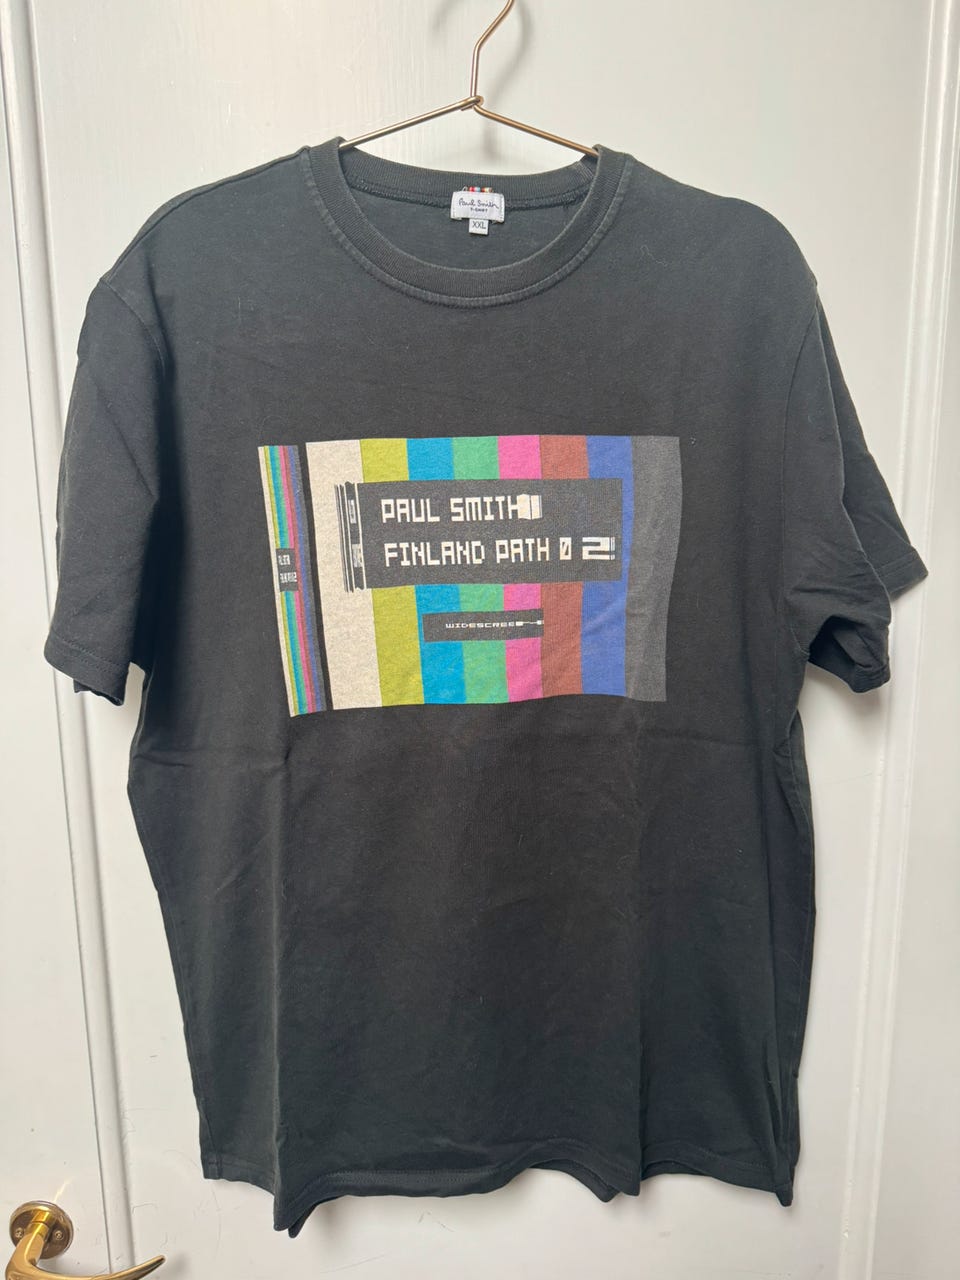 Paul Smith
T-SHIRT
XXL
PAUL SMITH
FINLAND PATH 0 2
WIDESCREE